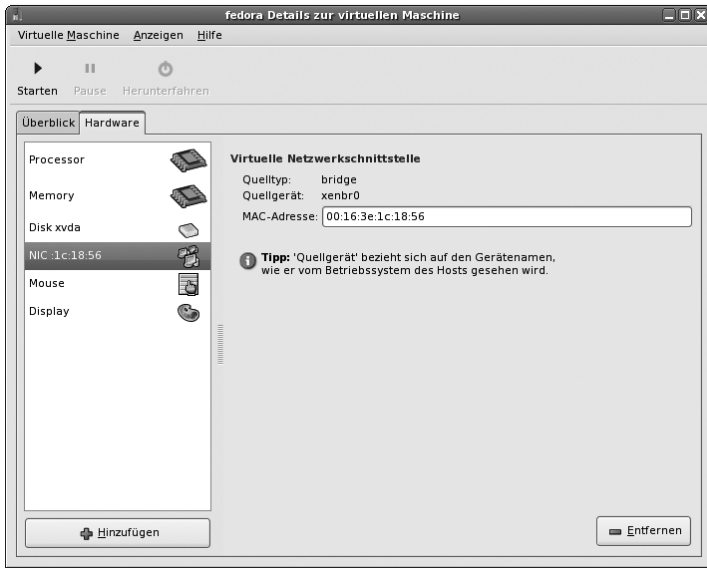 fedora Details zur virtuellen Maschine
Virtuelle Maschine Anzeigen Hilfe
Starten Pause Herunterfahren
Überblick Hardware
Processor
Memory
Disk xvda
NIC :1c:18:56
Mouse
Display
Hinzufügen
Virtuelle Netzwerkschnittstelle
Quelltyp: bridge
Quellgerät: xenbr0
MAC-Adresse: 00:16:3e:1c:18:56
Tipp: 'Quellgerät' bezieht sich auf den Gerätenamen,
wie er vom Betriebssystem des Hosts gesehen wird.
Entfernen